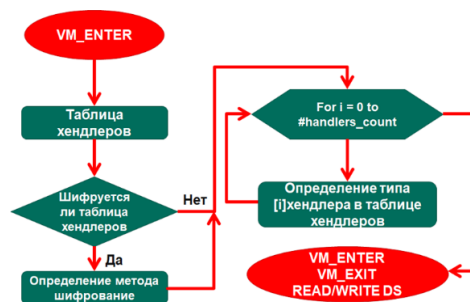 VM_ENTER
Таблица
хендлеров
Шифруется
ли таблица
хендлеров
Нет
Да
Определение метода
шифрование
For i = 0 to
#handlers_count
Определение типа
[i]хендлера в таблице
хендлеров
VM_ENTER
VM_EXIT
READ/WRITE DS